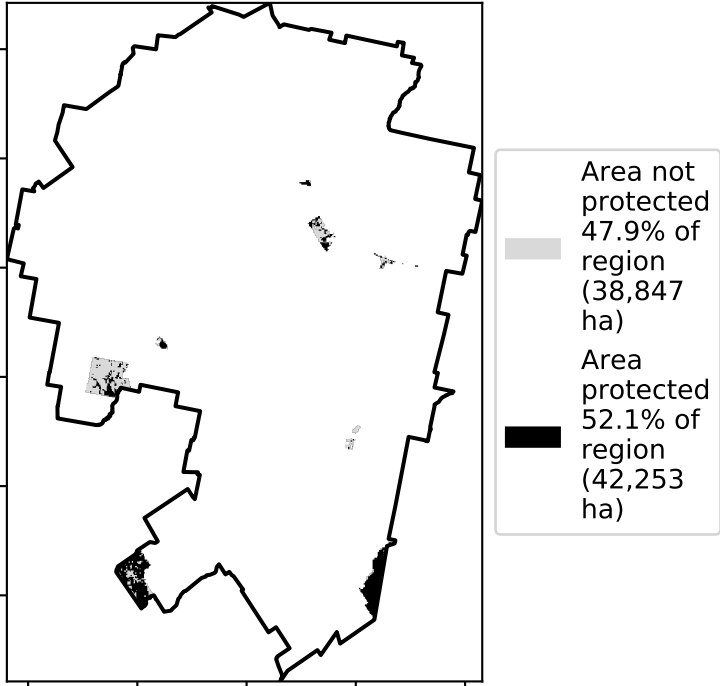 Area not
protected
47.9% of
region
(38,847
ha)
Area
protected
52.1% of
region
(42,253
ha)